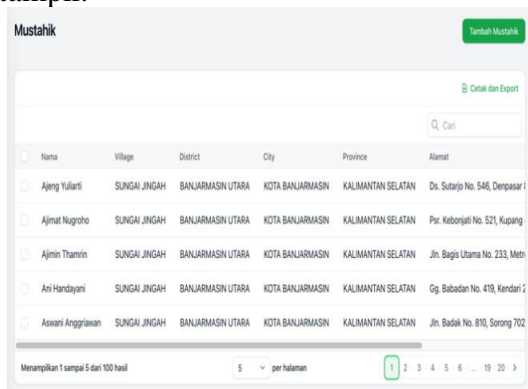 Mustahik
Tambah Mustahik
Cetak dan Export
Cari
Nama Village District City Province Alamat
Ajeng Yuliarti SUNGAI JINGAH BANJARMASIN UTARA KOTA BANJARMASIN KALIMANTAN SELATAN Ds. Sutarjo No. 546, Denpasar
Ajimat Nugroho SUNGAI JINGAH BANJARMASIN UTARA KOTA BANJARMASIN KALIMANTAN SELATAN Psr. Kebonjati No. 521, Kupang
Ajimin Thamrin SUNGAI JINGAH BANJARMASIN UTARA KOTA BANJARMASIN KALIMANTAN SELATAN Jln. Bagis Utama No. 233, Metr
Ani Handayani SUNGAI JINGAH BANJARMASIN UTARA KOTA BANJARMASIN KALIMANTAN SELATAN Gg. Babadan No. 419, Kendari 2
Aswani Anggriawan SUNGAI JINGAH BANJARMASIN UTARA KOTA BANJARMASIN KALIMANTAN SELATAN Jln. Badak No. 810, Sorong 702
Menampilkan 1 sampai 5 dari 100 hasil 5 per halaman 1 2 3 4 5 6 ... 19 20